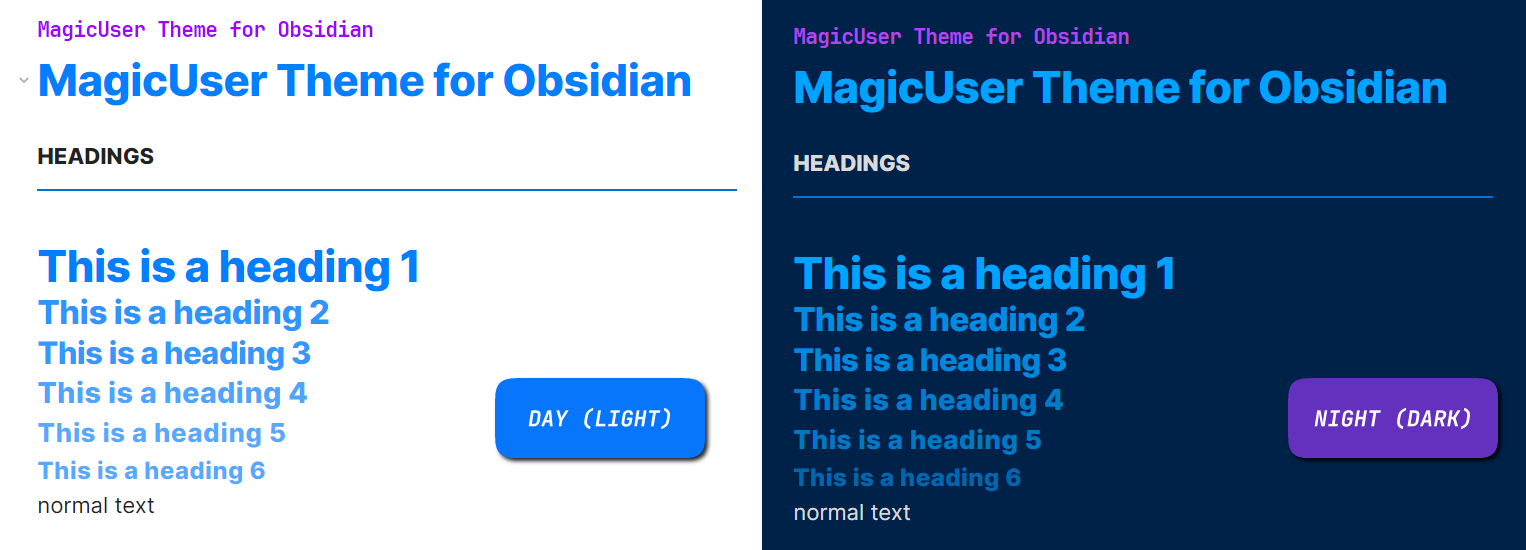 MagicUser Theme for Obsidian
MagicUser Theme for Obsidian
HEADINGS
This is a heading 1
This is a heading 2
This is a heading 3
This is a heading 4
This is a heading 5
This is a heading 6
normal text
DAY (LIGHT)
MagicUser Theme for Obsidian
MagicUser Theme for Obsidian
HEADINGS
This is a heading 1
This is a heading 2
This is a heading 3
This is a heading 4
This is a heading 5
This is a heading 6
normal text
NIGHT (DARK)